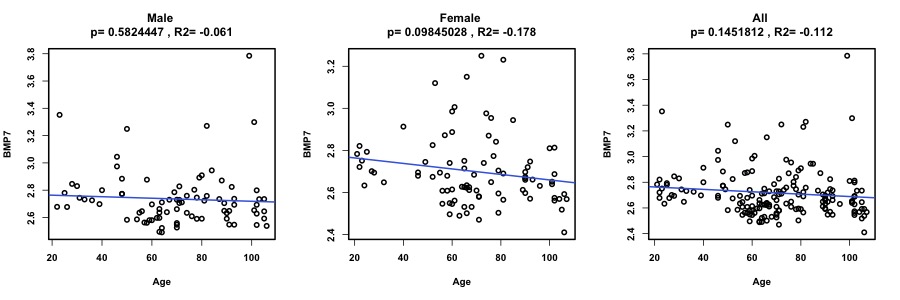 Male
p= 0.5824447 , R2= -0.061
BMP7
3.8
3.6
3.4
3.2
3.0
2.8
2.6
20 40 60 80 100
Age
Female
p= 0.09845028 , R2= -0.178
BMP7
3.2
3.0
2.8
2.6
2.4
20 40 60 80 100
Age
All
p= 0.1451812 , R2= -0.112
BMP7
3.8
3.6
3.4
3.2
3.0
2.8
2.6
2.4
20 40 60 80 100
Age